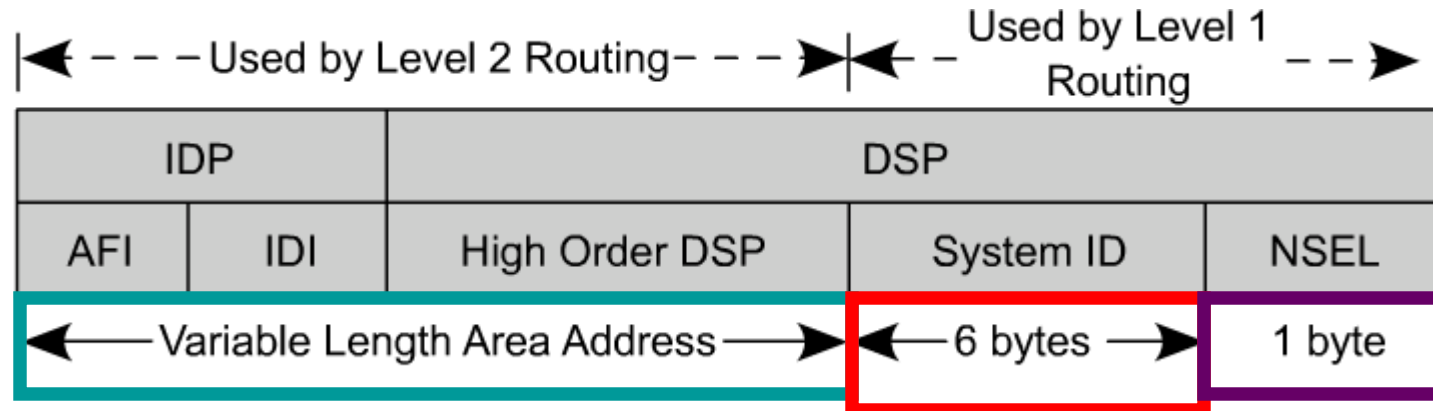 Used by Level 2 Routing
Used by Level 1
Routing
IDP DSP
AFI IDI High Order DSP System ID NSEL
Variable Length Area Address 6 bytes 1 byte